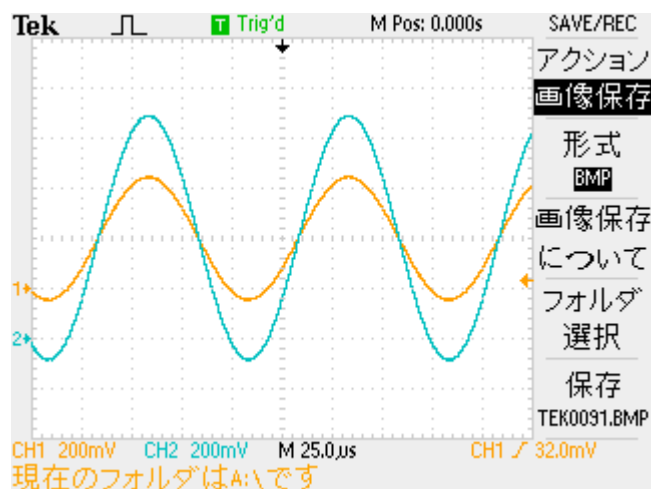 Tek T Trig'd M Pos: 0.000s SAVE/REC
アクション
画像保存
形式
BMP
画像保存
について
フォルダ
選択
保存
TEK0091.BMP
1
2
CH1 200mV CH2 200mV M 25.0µs CH1 32.0mV
現在のフォルダはA:\です